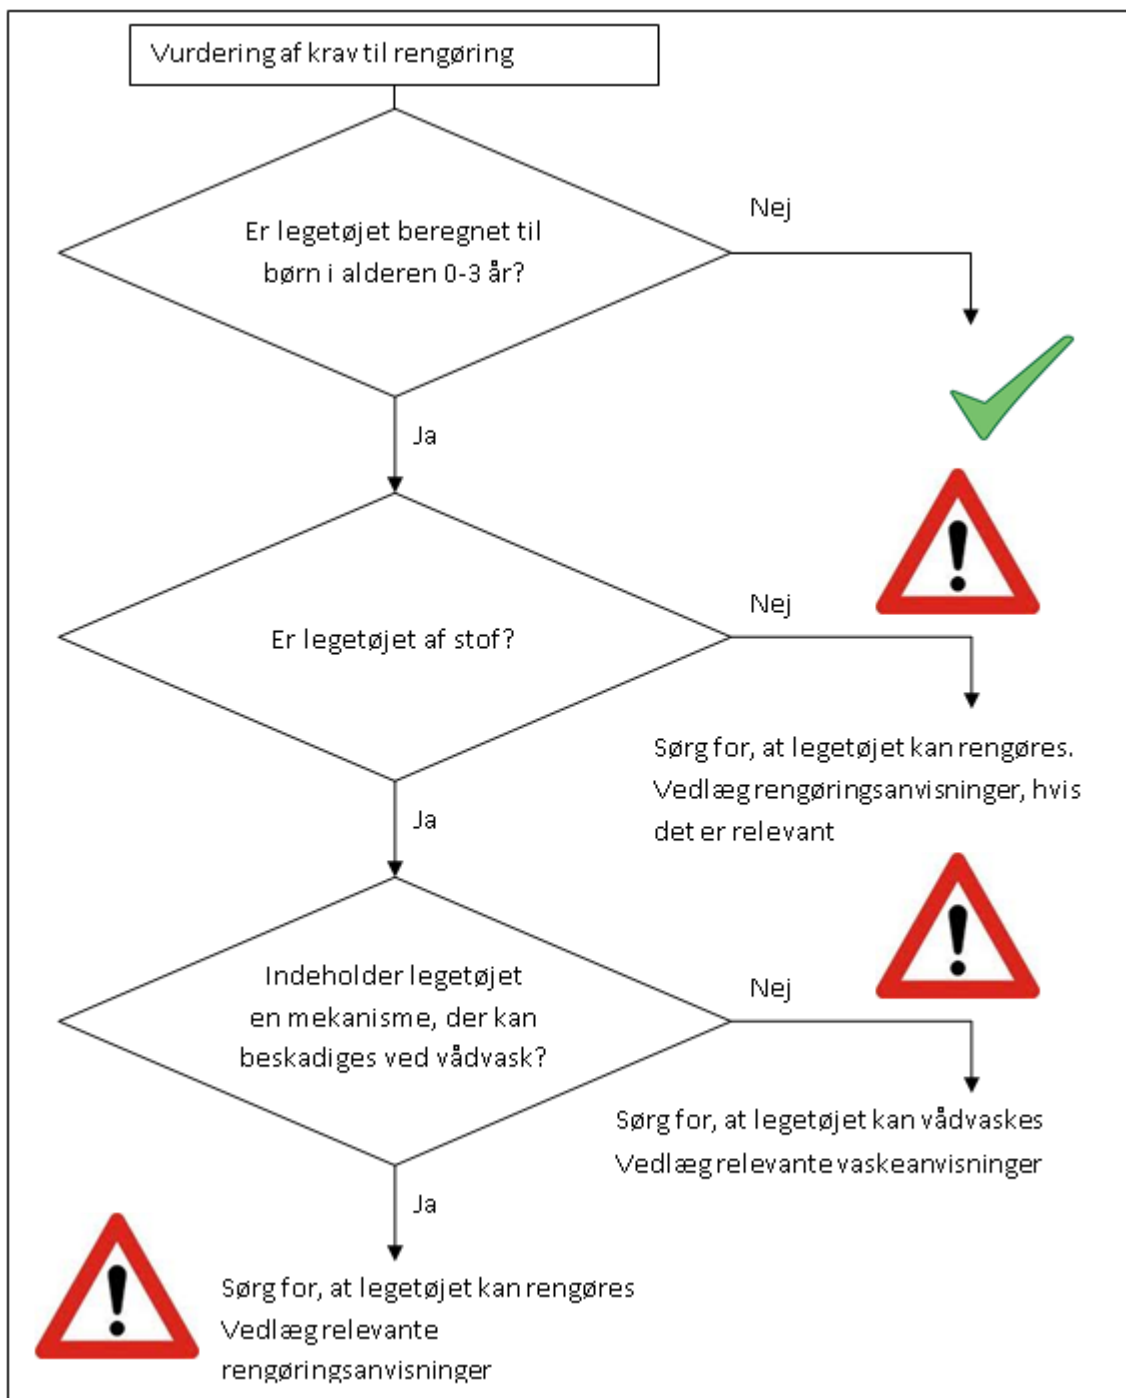 Vurdering af krav til rengøring
Er legetøjet beregnet til
børn i alderen 0-3 år?
Nej
Ja
Er legetøjet af stof?
Nej
Sørg for, at legetøjet kan rengøres.
Vedlæg rengøringsanvisninger, hvis
det er relevant
Ja
Indeholder legetøjet
en mekanisme, der kan
beskadiges ved vådvask?
Nej
Sørg for, at legetøjet kan vådvaskes
Vedlæg relevante vaskeanvisninger
Ja
Sørg for, at legetøjet kan rengøres
Vedlæg relevante
rengøringsanvisninger